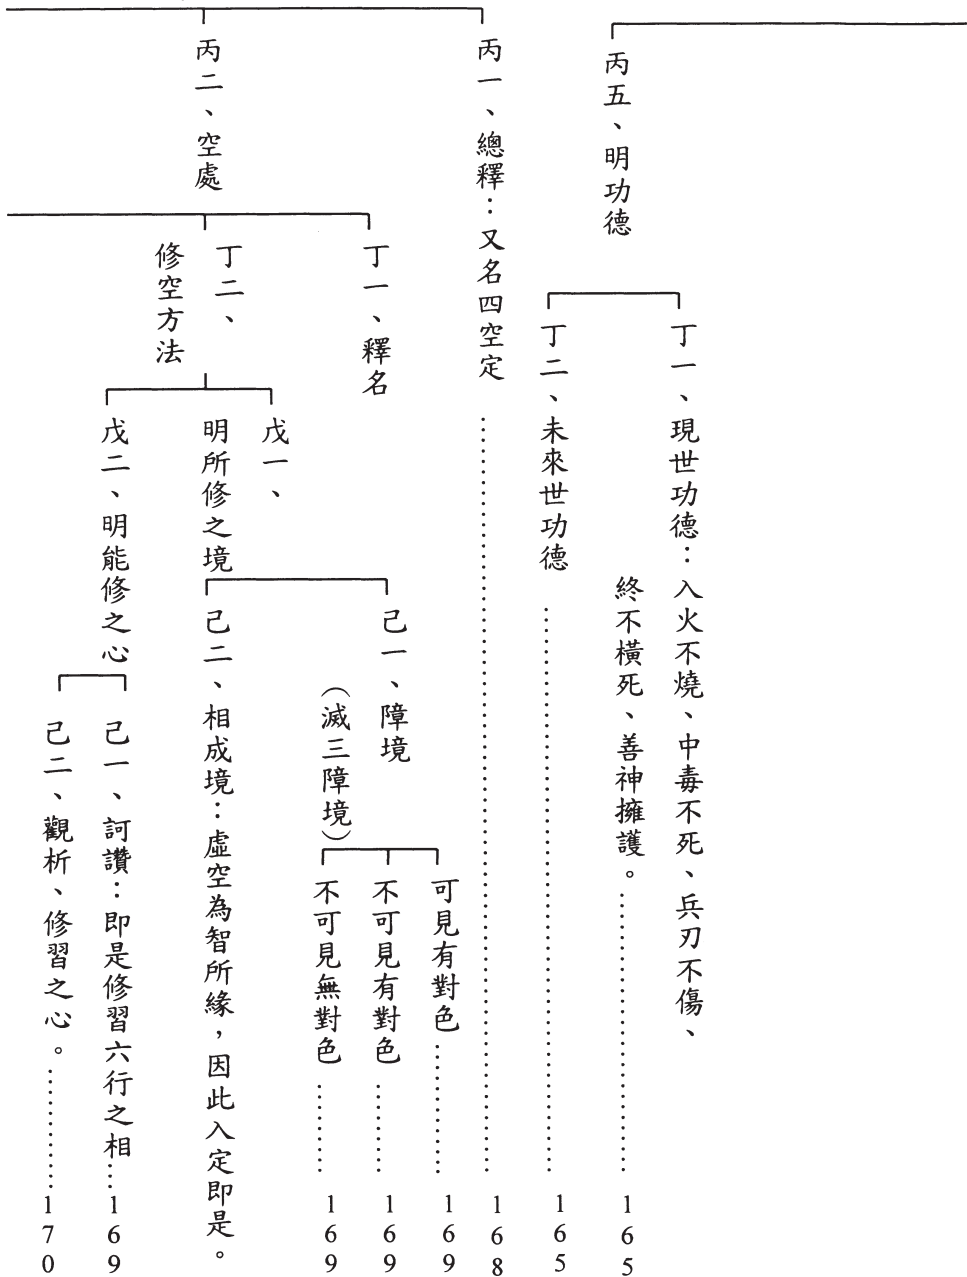 丙五、明功德
丁一、現世功德：入火不燒、中毒不死、兵刃不傷、
終不橫死、善神擁護。……………………165
丁二、未來世功德……………………………………165
丙一、總釋：又名四空定……………………………………………………168
丙二、空處
丁一、釋名
丁二、
修空方法
戊一、
明所修之境
己一、障境
（滅三障境）
可見有對色…………169
不可見有對色………169
不可見無對色………169
己二、相成境：虛空為智所緣，因此入定即是。
戊二、明能修之心
己一、訶讚：即是修習六行之相…169
己二、觀析、修習之心。…………170